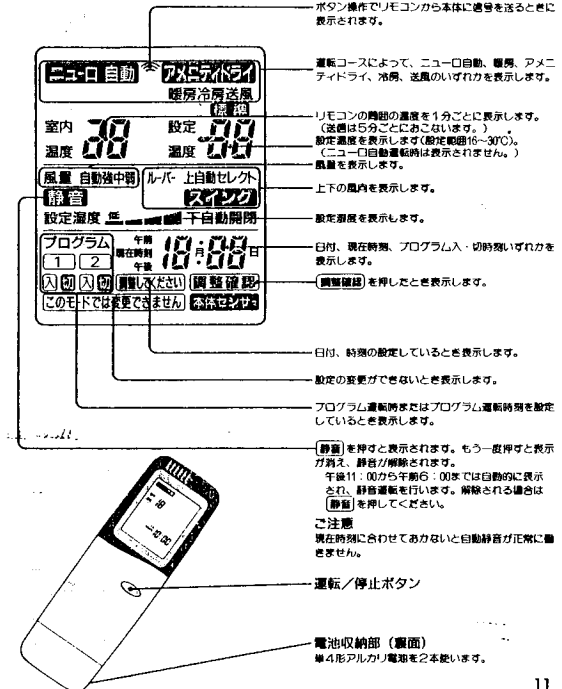 ボタン操作でリモコンから本体に信号を送るときに
表示されます。
ニューロ 自動 アメニティドライ
暖房冷房送風
標準
室内 28 設定 88
温度 温度
風量 自動強中弱 ルーバー 上自動セレクト
静音 スイング
設定湿度 低 下自動開閉
プログラム 午前 18:88
1 2 現在時刻 月 日
午後
入 切 入 切 調整してください 調整確認
このモードでは変更できません 本体センサー
運転コースによって、ニューロ自動、暖房、アメニ
ティドライ、冷房、送風のいずれかを表示します。
リモコンの周囲の温度を1分ごとに表示します。
(送信は5分ごとにおこないます。)
設定温度を表示します(設定範囲16~30℃)。
(ニューロ自動運転時は表示されません。)
風量を表示します。
上下の風向を表示します。
設定湿度を表示します。
日付、現在時刻、プログラム入・切時刻いずれかを
表示します。
調整確認 を押したとき表示します。
日付、時刻の設定しているとき表示します。
設定の変更ができないとき表示します。
プログラム運転時またはプログラム運転時刻を設定
しているとき表示します。
静音 を押すと表示されます。もう一度押すと表示
が消え、静音が解除されます。
午後11:00から午前6:00までは自動的に表示
され、静音運転を行います。解除される場合は
静音 を押してください。
ご注意
現在時刻に合わせておかないと自動静音が正常に働
きません。
18
10:00
運転/停止ボタン
電池収納部(裏面)
単4形アルカリ電池を2本使います。
11